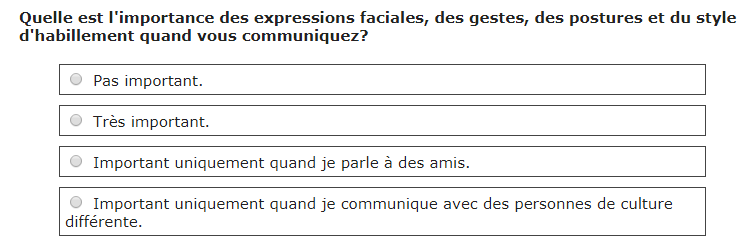 Quelle est l'importance des expressions faciales, des gestes, des postures et du style
d'habillement quand vous communiquez?
Pas important.
Très important.
Important uniquement quand je parle à des amis.
Important uniquement quand je communique avec des personnes de culture
différente.